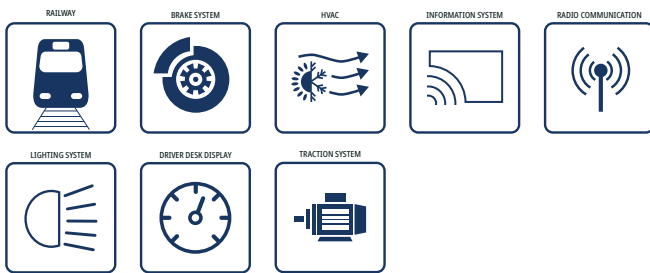 RAILWAY
BRAKE SYSTEM
HVAC
INFORMATION SYSTEM
RADIO COMMUNICATION
LIGHTING SYSTEM
DRIVER DESK DISPLAY
TRACTION SYSTEM